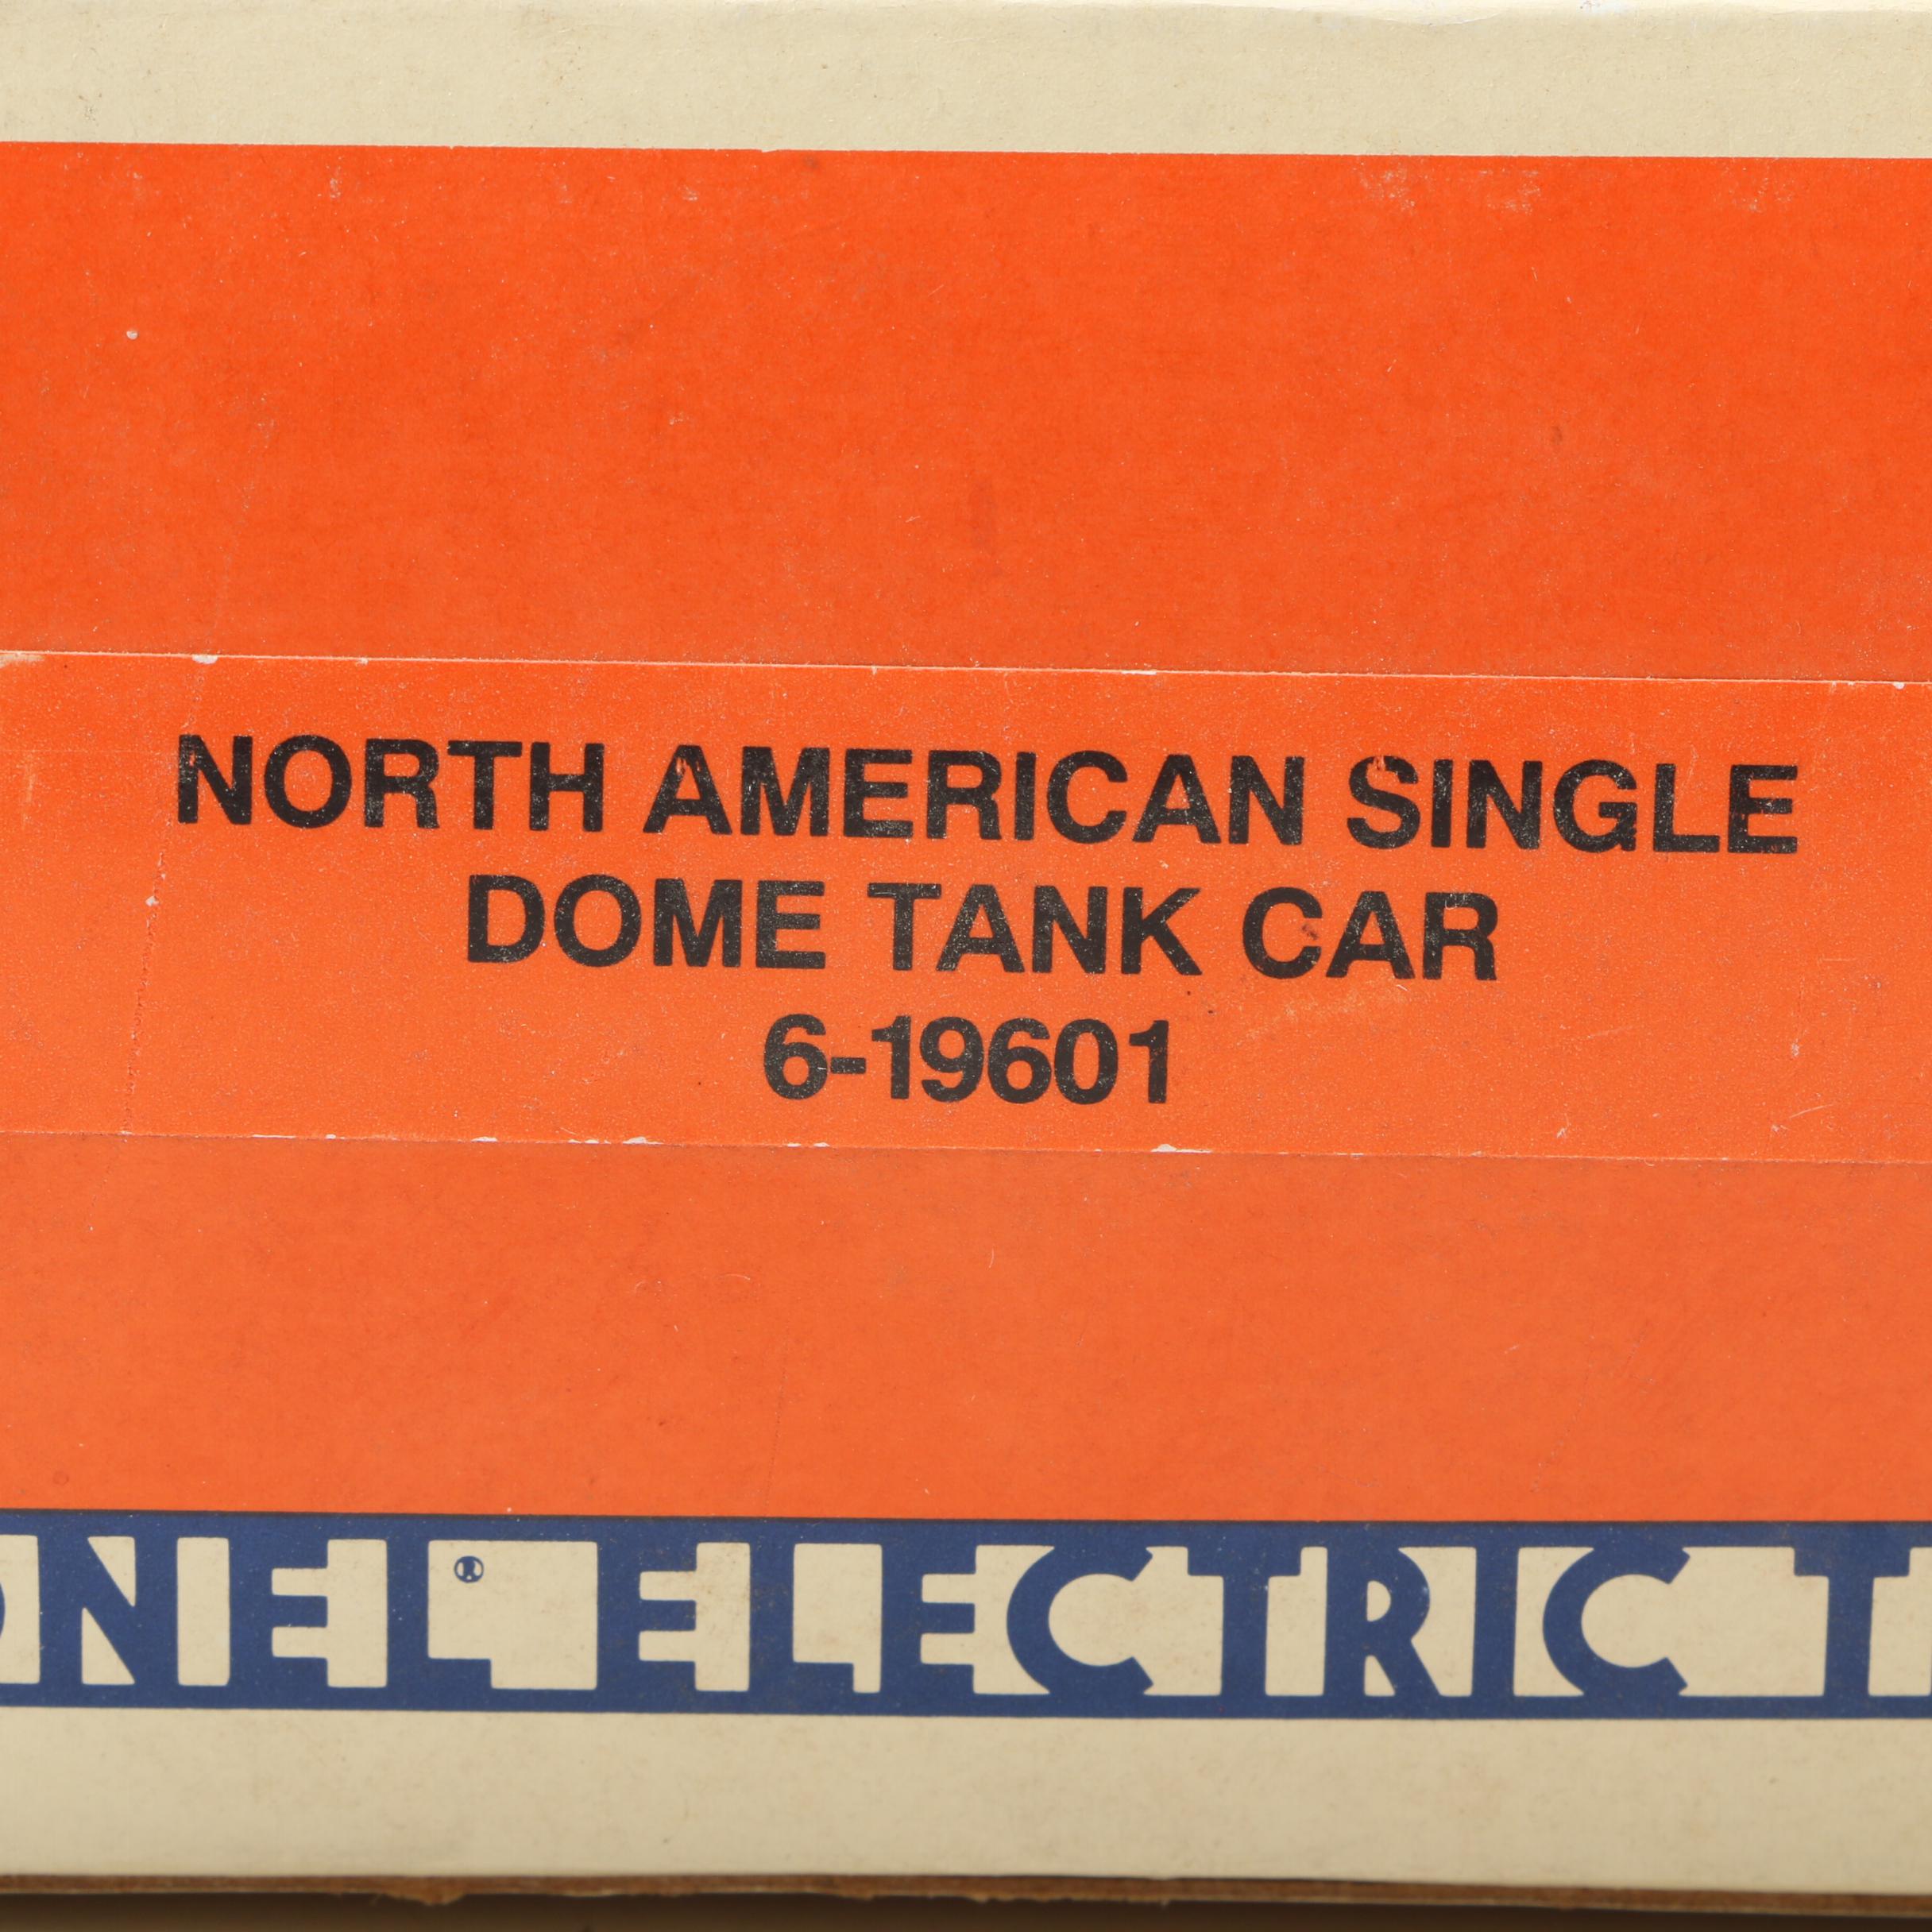 NORTH AMERICAN SINGLE
DOME TANK CAR
6-19601
ONEL® ELECTRIC T